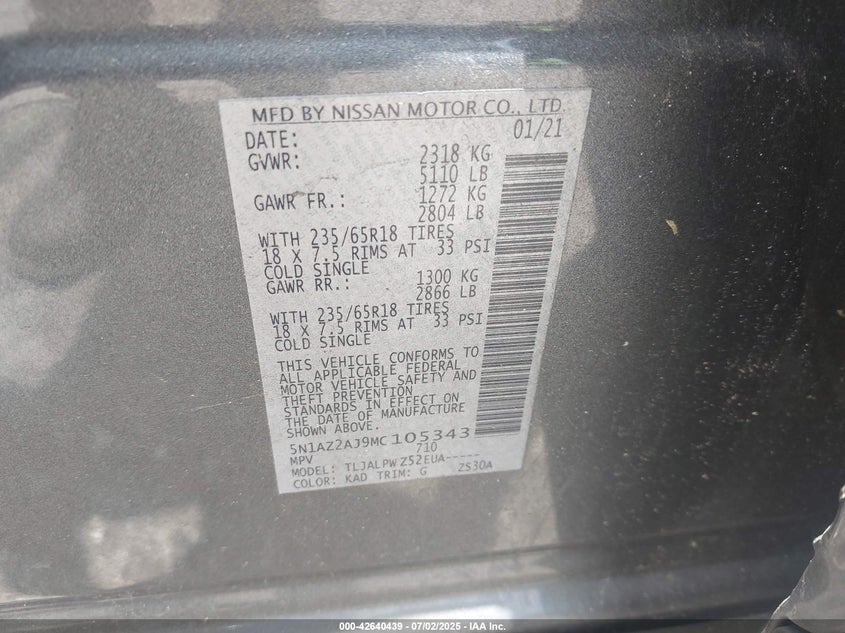 MFD BY NISSAN MOTOR CO., LTD.
DATE: 01/21
GVWR: 2318 KG
5110 LB
GAWR FR.: 1272 KG
2804 LB
WITH 235/65R18 TIRES
18 X 7.5 RIMS AT 33 PSI
COLD SINGLE
GAWR RR.: 1300 KG
2866 LB
WITH 235/65R18 TIRES
18 X 7.5 RIMS AT 33 PSI
COLD SINGLE
THIS VEHICLE CONFORMS TO
ALL APPLICABLE FEDERAL
MOTOR VEHICLE SAFETY AND
THEFT PREVENTION
STANDARDS IN EFFECT ON
THE DATE OF MANUFACTURE
SHOWN ABOVE.
5N1AZ2AJ9MC105343
MPV 710
MODEL: TLJALPWZ52EUA-----
COLOR: KAD TRIM: G ZS30A
000-42640439 - 07/02/2025 - IAA Inc.